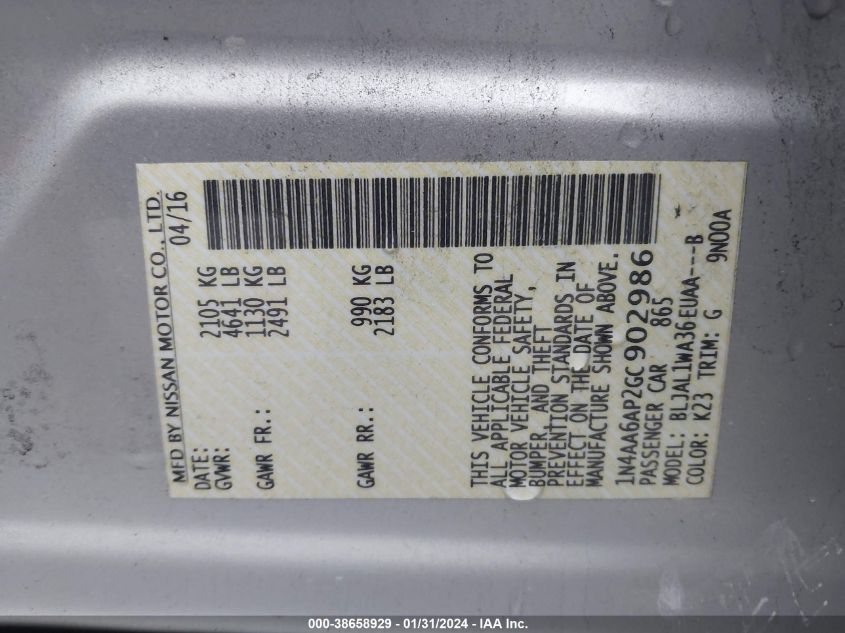 MFD BY NISSAN MOTOR CO., LTD.
DATE: 04/16
GVWR: 2105 KG
4641 LB
GAWR FR.: 1130 KG
2491 LB
GAWR RR.: 990 KG
2183 LB
THIS VEHICLE CONFORMS TO
ALL APPLICABLE FEDERAL
MOTOR VEHICLE SAFETY,
BUMPER, AND THEFT
PREVENTION STANDARDS IN
EFFECT ON THE DATE OF
MANUFACTURE SHOWN ABOVE.
1N4AA6AP2GC902986
PASSENGER CAR 865
MODEL: BLJAL1WA36EUAA---B
COLOR: K23 TRIM: G 9N00A
000-38658929 - 01/31/2024 - IAA Inc.